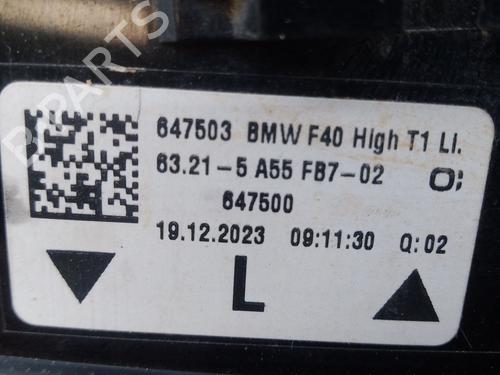 647503 BMW F40 High T1 LI.
63.21-5 A55 FB7-02 O:
647500
19.12.2023 09:11:30 Q:02
L
B-PARTS